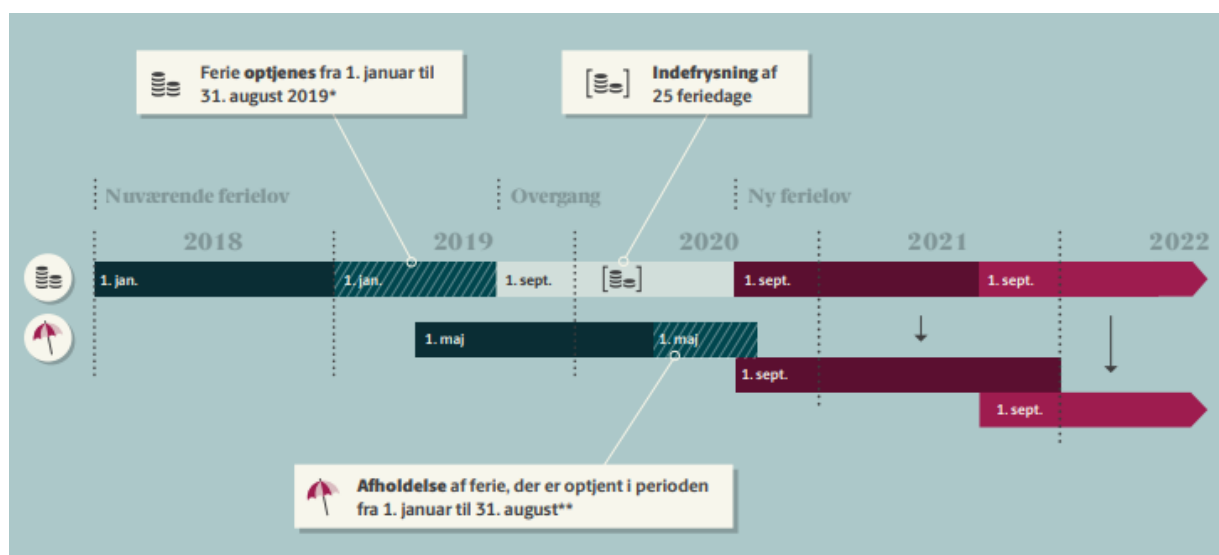 Ferie optjenes fra 1. januar til
31. august 2019*
Indefrysning af
25 feriedage
Nuværende ferielov
Overgang
Ny ferielov
2018
2019
2020
2021
2022
1. jan.
1. jan.
1. sept.
1. sept.
1. sept.
1. maj
1. maj
1. sept.
1. sept.
Afholdelse af ferie, der er optjent i perioden
fra 1. januar til 31. august**